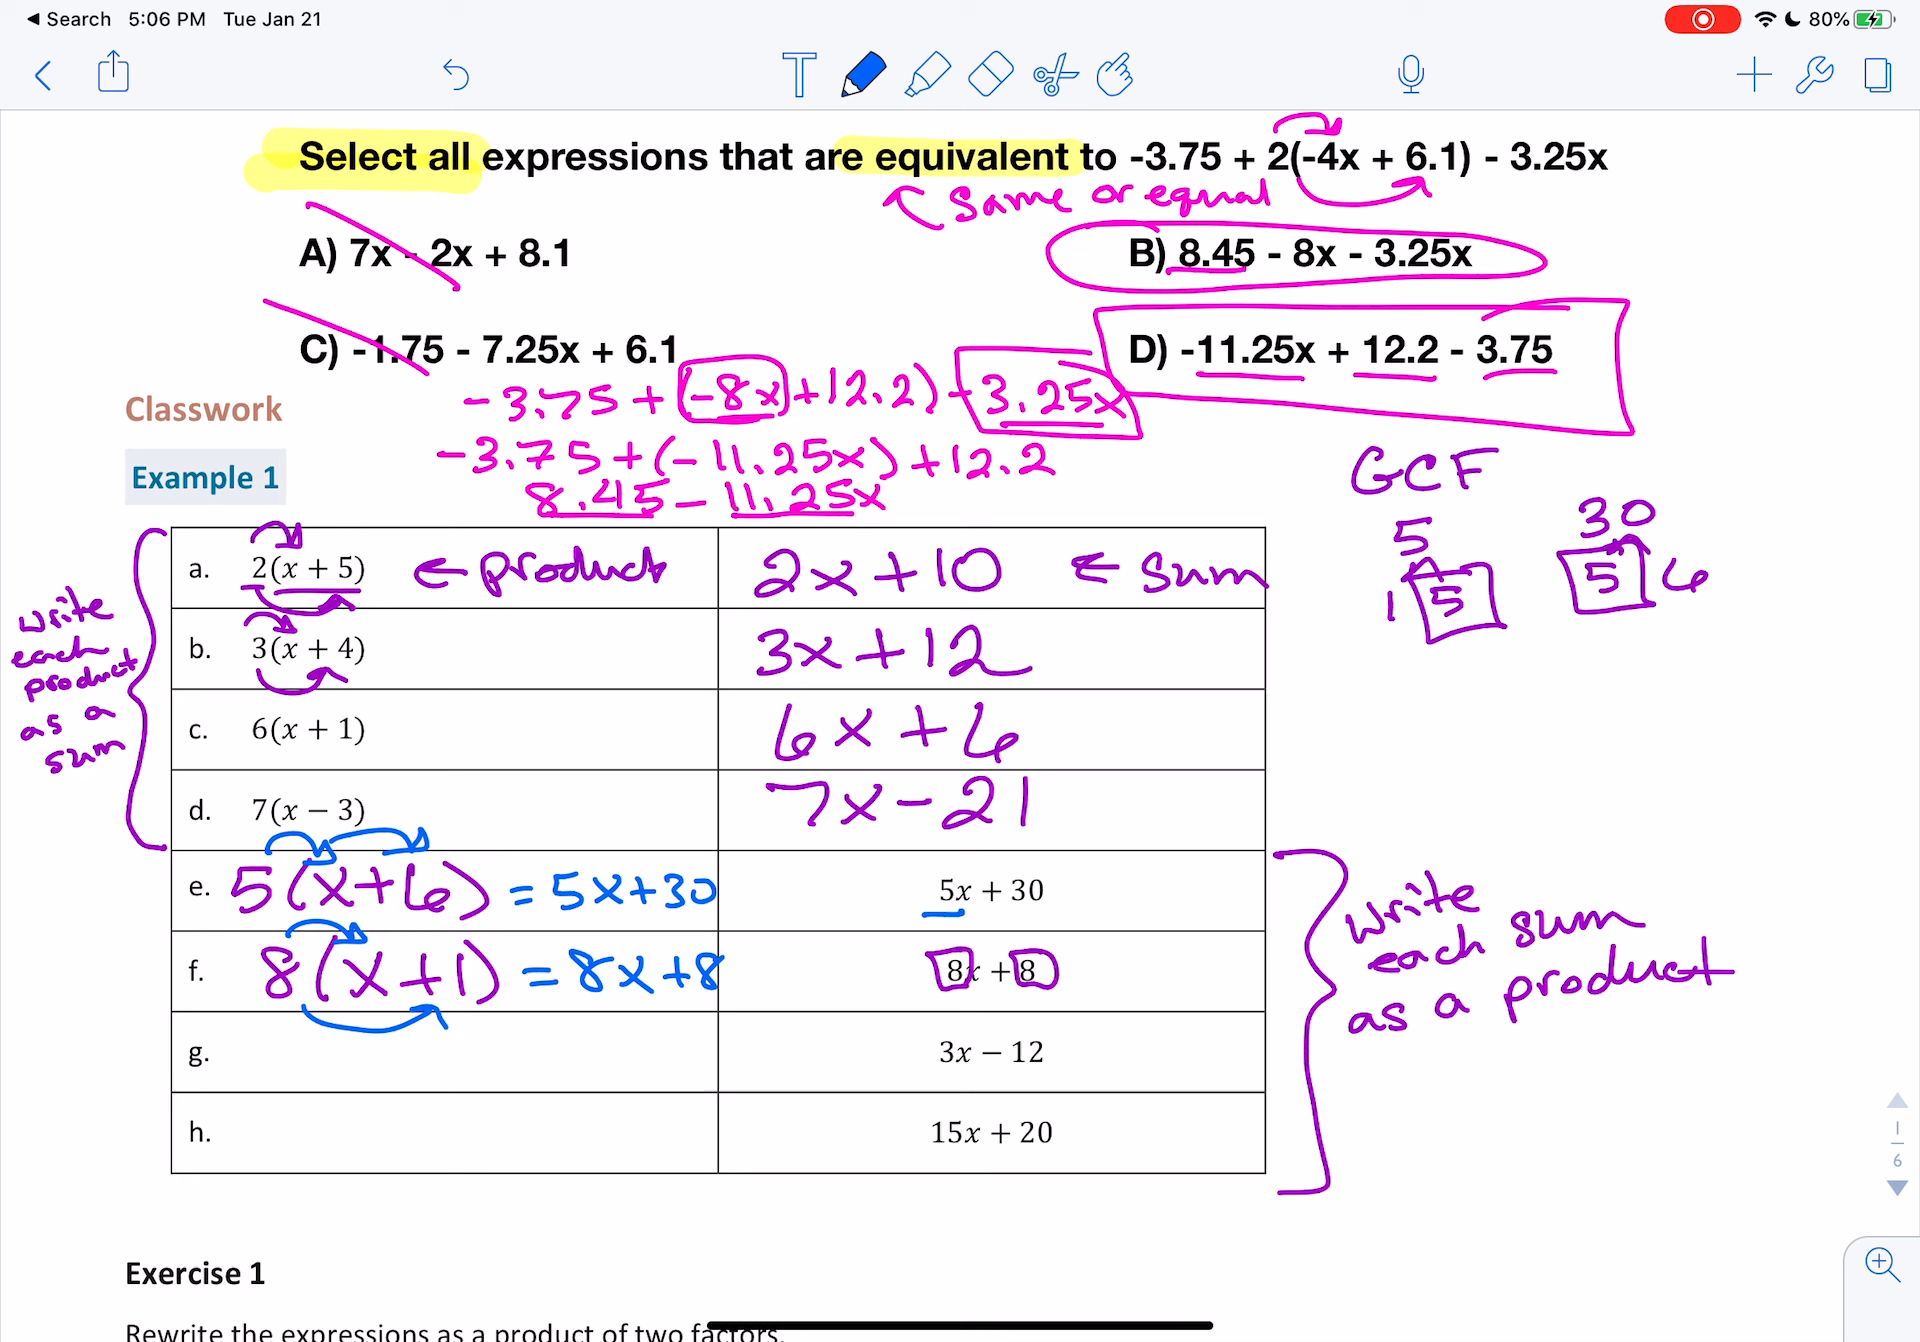 Search 5:06 PM Tue Jan 21 80%
Select all expressions that are equivalent to -3.75 + 2(-4x + 6.1) - 3.25x
Same or equal
A) 7x - 2x + 8.1
B) 8.45 - 8x - 3.25x
C) -1.75 - 7.25x + 6.1
D) -11.25x + 12.2 - 3.75
Classwork
-3.75 + (-8x + 12.2) - 3.25x
-3.75 + (-11.25x) + 12.2
Example 1
8.45 - 11.25x
GCF
5 30
1 5 5 6
write
each
product
as a
sum
a. 2(x + 5) ← product 2x + 10 ← sum
b. 3(x + 4) 3x + 12
c. 6(x + 1) 6x + 6
d. 7(x − 3) 7x - 21
e. 5(x+6) = 5x+30 5x + 30
f. 8(x+1) = 8x+8 8x + 8
g. 3x − 12
h. 15x + 20
write
each sum
as a product
1
6
Exercise 1
Rewrite the expressions as a product of two factors.